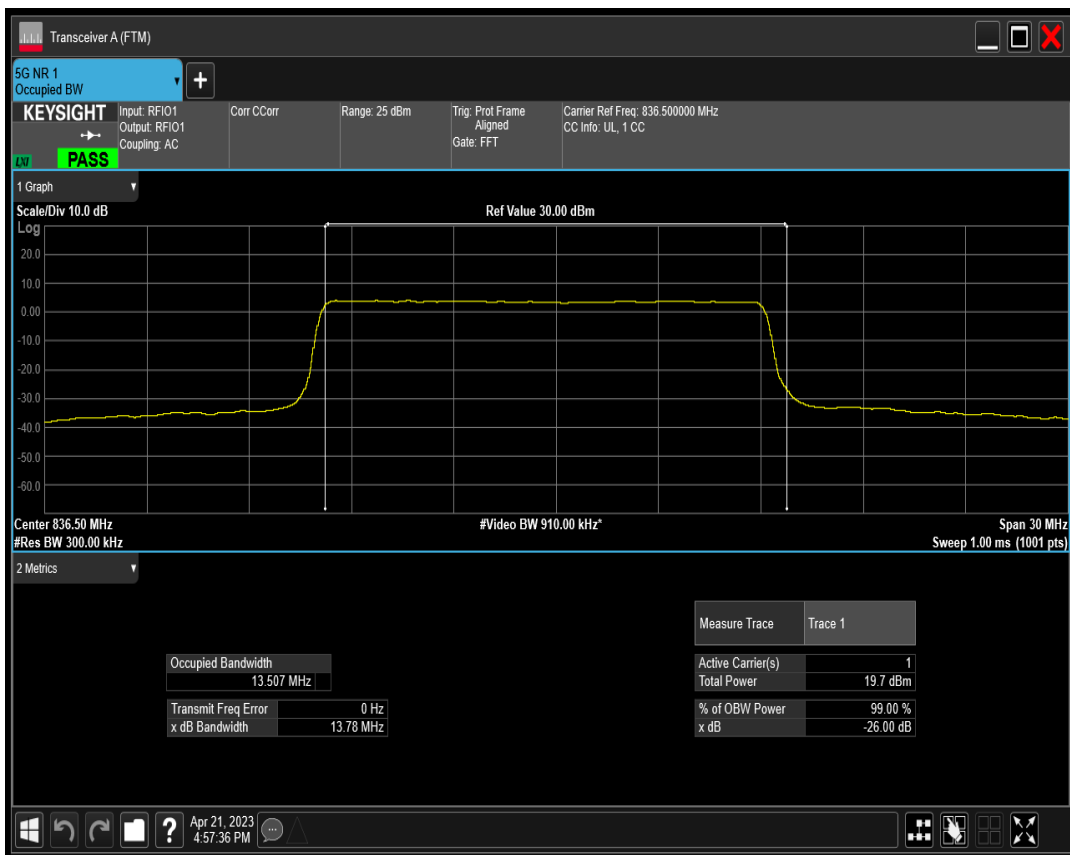 Transceiver A (FTM)
5G NR 1
Occupied BW
+
KEYSIGHT
LXI
PASS
Input: RFIO1
Output: RFIO1
Coupling: AC
Corr CCorr
Range: 25 dBm
Trig: Prot Frame
Aligned
Gate: FFT
Carrier Ref Freq: 836.500000 MHz
CC Info: UL, 1 CC
1 Graph
Scale/Div 10.0 dB
Ref Value 30.00 dBm
Log
20.0
10.0
0.00
-10.0
-20.0
-30.0
-40.0
-50.0
-60.0
Center 836.50 MHz
#Video BW 910.00 kHz*
Span 30 MHz
#Res BW 300.00 kHz
Sweep 1.00 ms (1001 pts)
2 Metrics
Measure Trace Trace 1
Occupied Bandwidth
13.507 MHz
Active Carrier(s) 1
Total Power 19.7 dBm
Transmit Freq Error 0 Hz
x dB Bandwidth 13.78 MHz
% of OBW Power 99.00 %
x dB -26.00 dB
?
Apr 21, 2023
4:57:36 PM